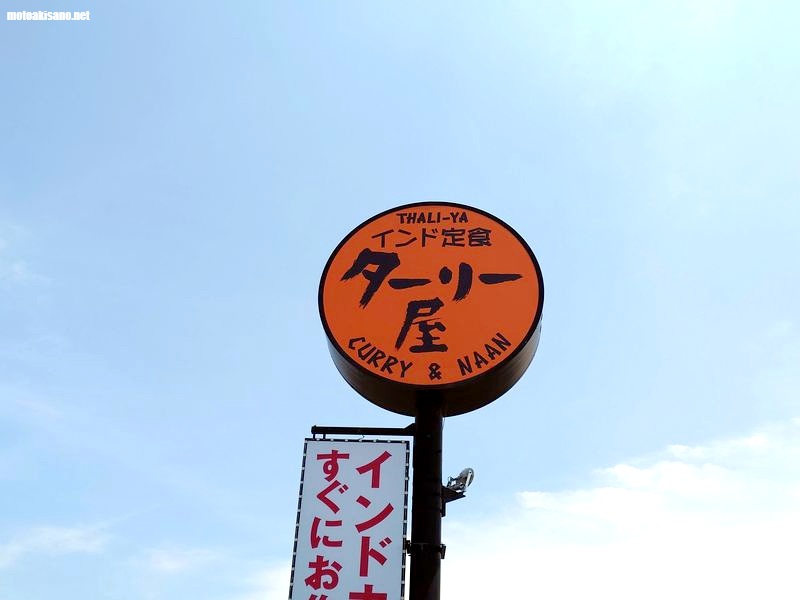 motoakisano.net
THALI-YA
インド定食
ターリー
屋
CURRY & NAAN
インド
すぐにお